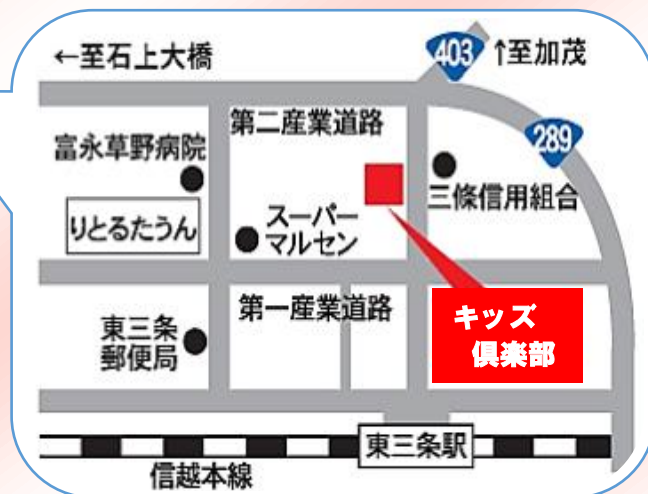 ←至石上大橋
403
↑至加茂
第二産業道路
289
富永草野病院
三條信用組合
りとるたうん
スーパー
マルセン
第一産業道路
キッズ
倶楽部
東三条
郵便局
東三条駅
信越本線